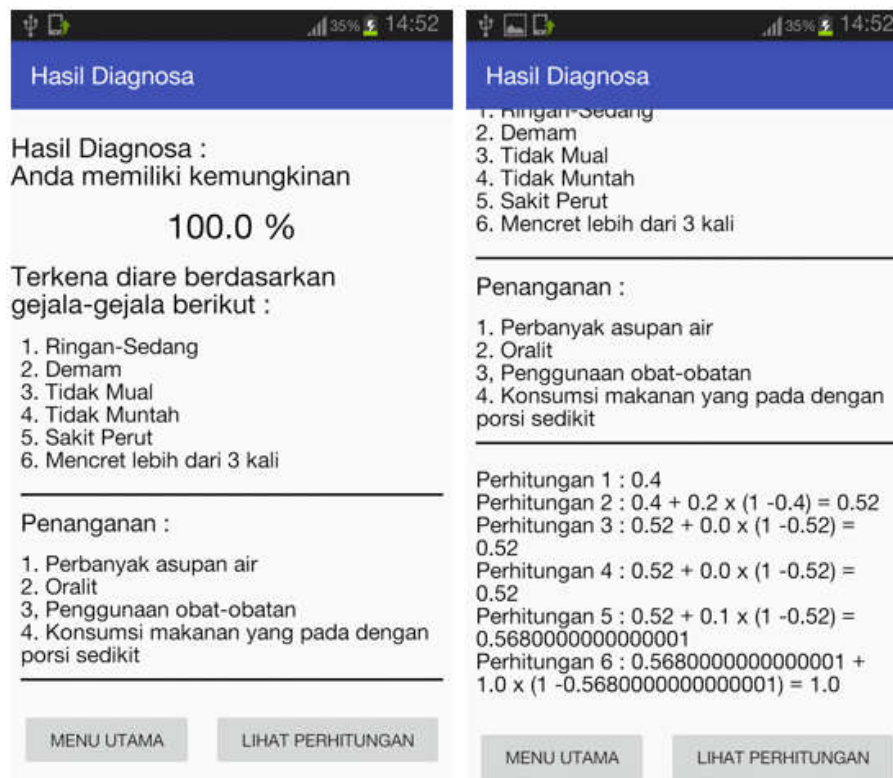 35% 14:52
Hasil Diagnosa
Hasil Diagnosa :
Anda memiliki kemungkinan
100.0 %
Terkena diare berdasarkan
gejala-gejala berikut :
1. Ringan-Sedang
2. Demam
3. Tidak Mual
4. Tidak Muntah
5. Sakit Perut
6. Mencret lebih dari 3 kali
Penanganan :
1. Perbanyak asupan air
2. Oralit
3, Penggunaan obat-obatan
4. Konsumsi makanan yang pada dengan
porsi sedikit
MENU UTAMA LIHAT PERHITUNGAN
35% 14:52
Hasil Diagnosa
1. Ringan-Sedang
2. Demam
3. Tidak Mual
4. Tidak Muntah
5. Sakit Perut
6. Mencret lebih dari 3 kali
Penanganan :
1. Perbanyak asupan air
2. Oralit
3, Penggunaan obat-obatan
4. Konsumsi makanan yang pada dengan
porsi sedikit
Perhitungan 1 : 0.4
Perhitungan 2 : 0.4 + 0.2 x (1 -0.4) = 0.52
Perhitungan 3 : 0.52 + 0.0 x (1 -0.52) =
0.52
Perhitungan 4 : 0.52 + 0.0 x (1 -0.52) =
0.52
Perhitungan 5 : 0.52 + 0.1 x (1 -0.52) =
0.5680000000000001
Perhitungan 6 : 0.5680000000000001 +
1.0 x (1 -0.5680000000000001) = 1.0
MENU UTAMA LIHAT PERHITUNGAN